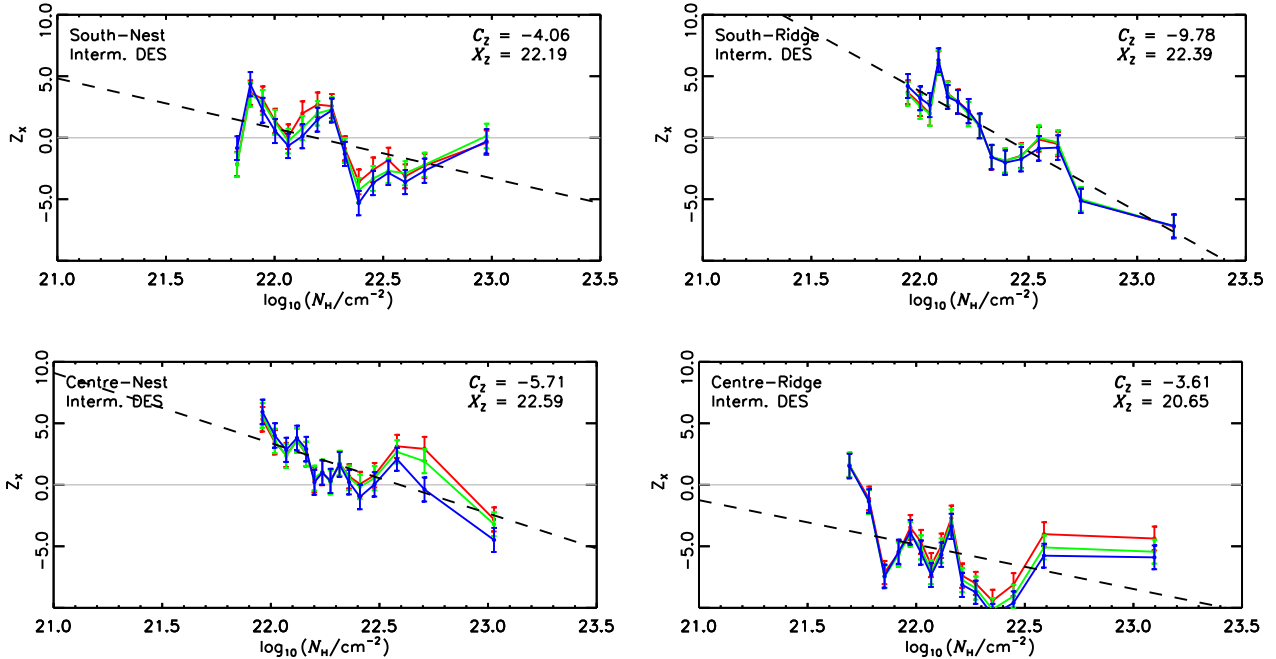 10.0
5.0
0.0
−5.0
Z_x
South−Nest
Interm. DES
C_Z = −4.06
X_Z = 22.19
21.0 21.5 22.0 22.5 23.0 23.5
log₁₀(N_H/cm⁻²)
10.0
5.0
0.0
−5.0
Z_x
South−Ridge
Interm. DES
C_Z = −9.78
X_Z = 22.39
21.0 21.5 22.0 22.5 23.0 23.5
log₁₀(N_H/cm⁻²)
10.0
5.0
0.0
−5.0
Z_x
Centre−Nest
Interm. DES
C_Z = −5.71
X_Z = 22.59
21.0 21.5 22.0 22.5 23.0 23.5
log₁₀(N_H/cm⁻²)
10.0
5.0
0.0
−5.0
Z_x
Centre−Ridge
Interm. DES
C_Z = −3.61
X_Z = 20.65
21.0 21.5 22.0 22.5 23.0 23.5
log₁₀(N_H/cm⁻²)